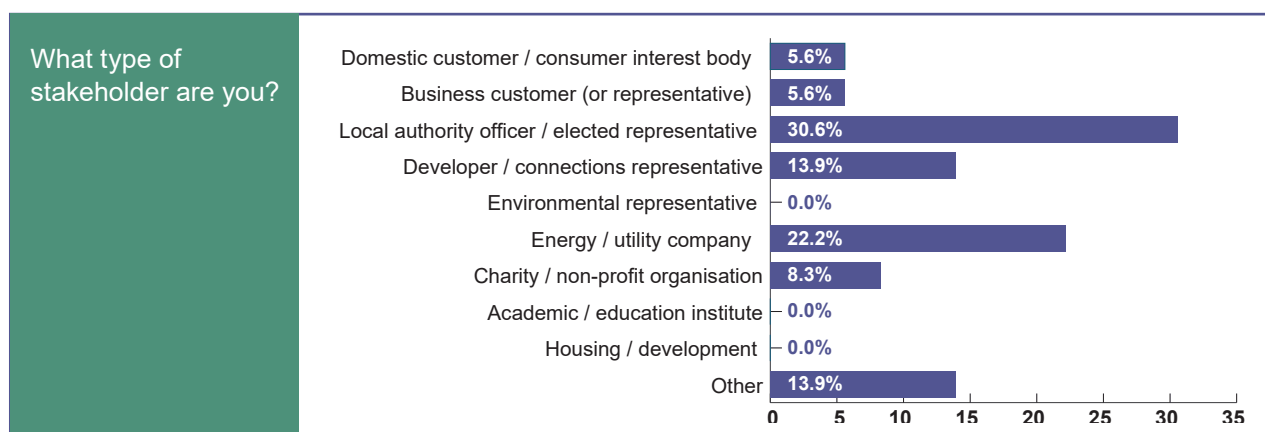 What type of
stakeholder are you?
Domestic customer / consumer interest body 5.6%
Business customer (or representative) 5.6%
Local authority officer / elected representative 30.6%
Developer / connections representative 13.9%
Environmental representative 0.0%
Energy / utility company 22.2%
Charity / non-profit organisation 8.3%
Academic / education institute 0.0%
Housing / development 0.0%
Other 13.9%
0 5 10 15 20 25 30 35